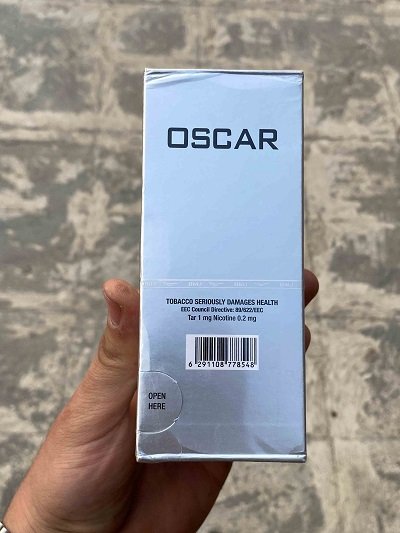 OSCAR
TOBACCO SERIOUSLY DAMAGES HEALTH
EEC Council Directive: 89/622/EEC
Tar 1 mg Nicotine 0.2 mg
6 291108 778548
OPEN
HERE